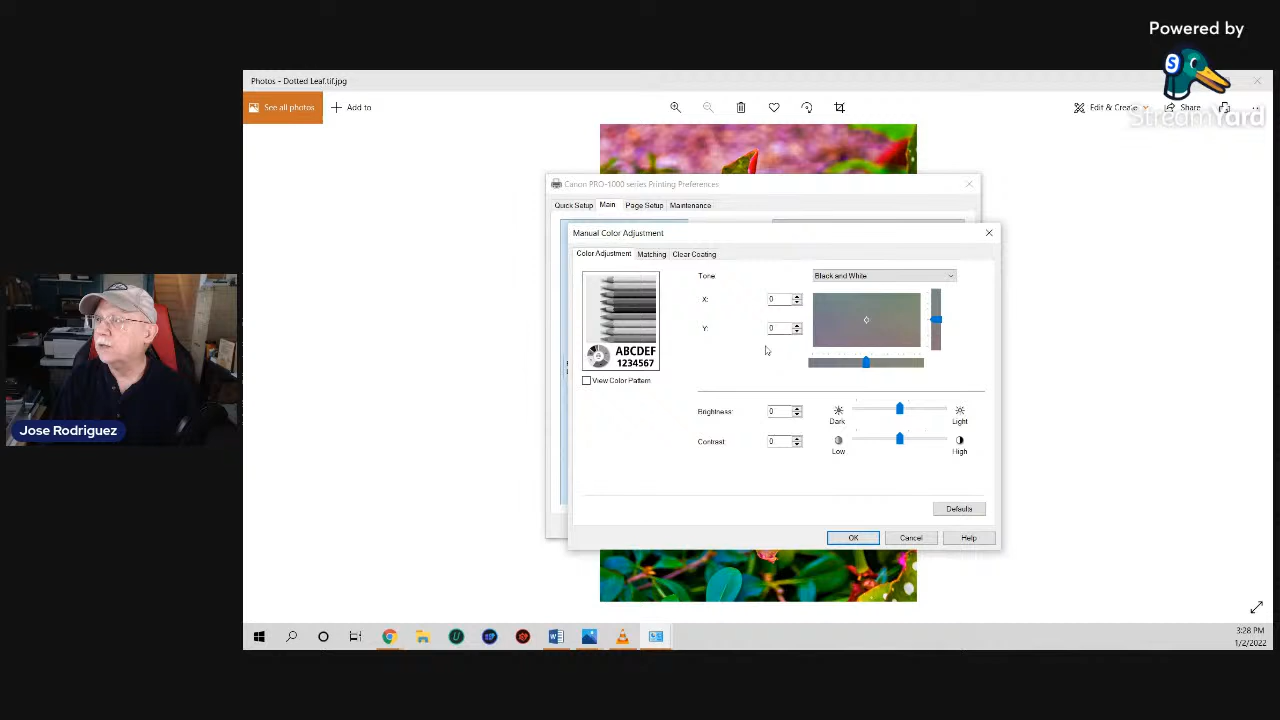 Powered by
StreamYard
Photos - Dotted Leaf.tif.jpg
See all photos
Add to
Edit & Create
Share
Canon PRO-1000 series Printing Preferences
Quick Setup Main Page Setup Maintenance
Manual Color Adjustment
Color Adjustment Matching Clear Coating
Tone Black and White
X: 0
Y: 0
ABCDEF
1234567
View Color Pattern
Brightness: 0
Dark Light
Contrast: 0
Low High
Defaults
OK Cancel Help
Jose Rodriguez
3:28 PM
1/2/2022